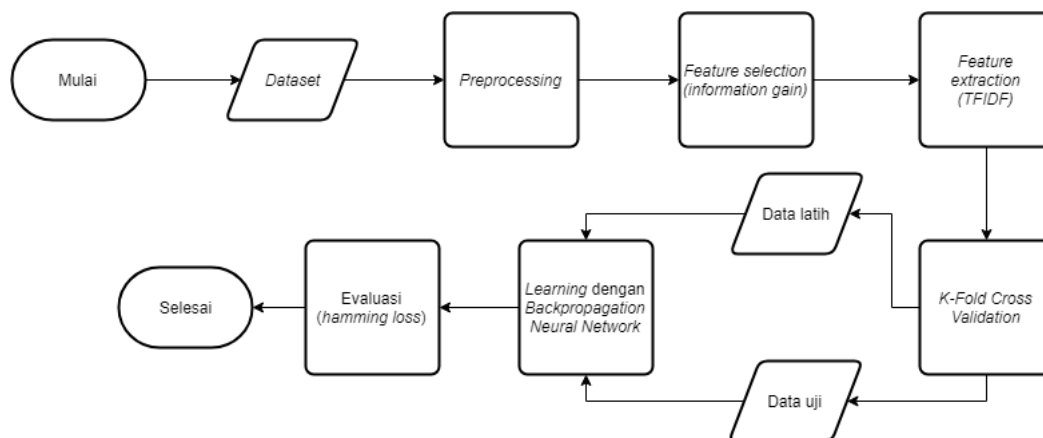 Mulai
Dataset
Preprocessing
Feature selection
(information gain)
Feature
extraction
(TFIDF)
Data latih
K-Fold Cross
Validation
Data uji
Learning dengan
Backpropagation
Neural Network
Evaluasi
(hamming loss)
Selesai